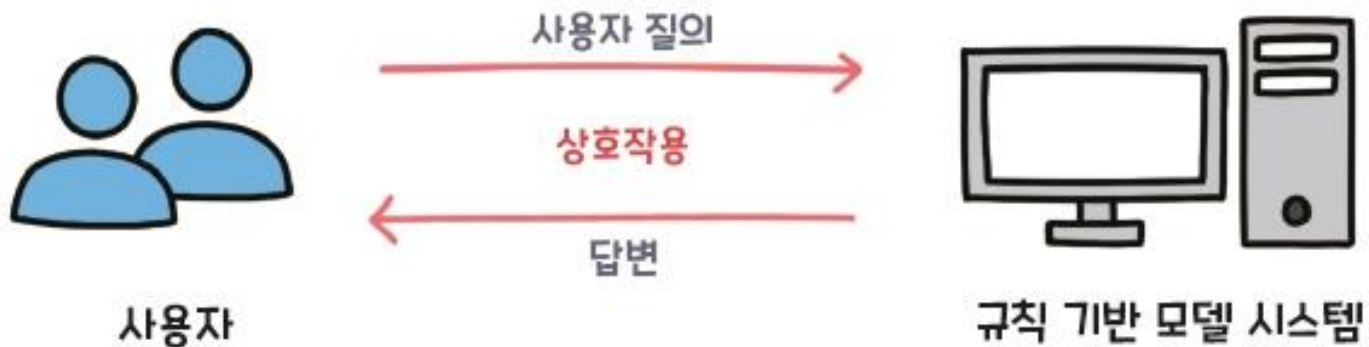 사용자 질의
상호작용
답변
사용자
규칙 기반 모델 시스템